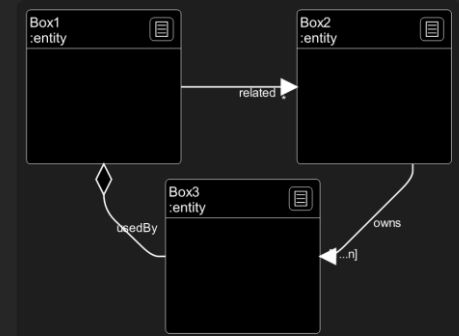 Box1
:entity
Box2
:entity
related
*
Box3
:entity
usedBy
owns
...n]